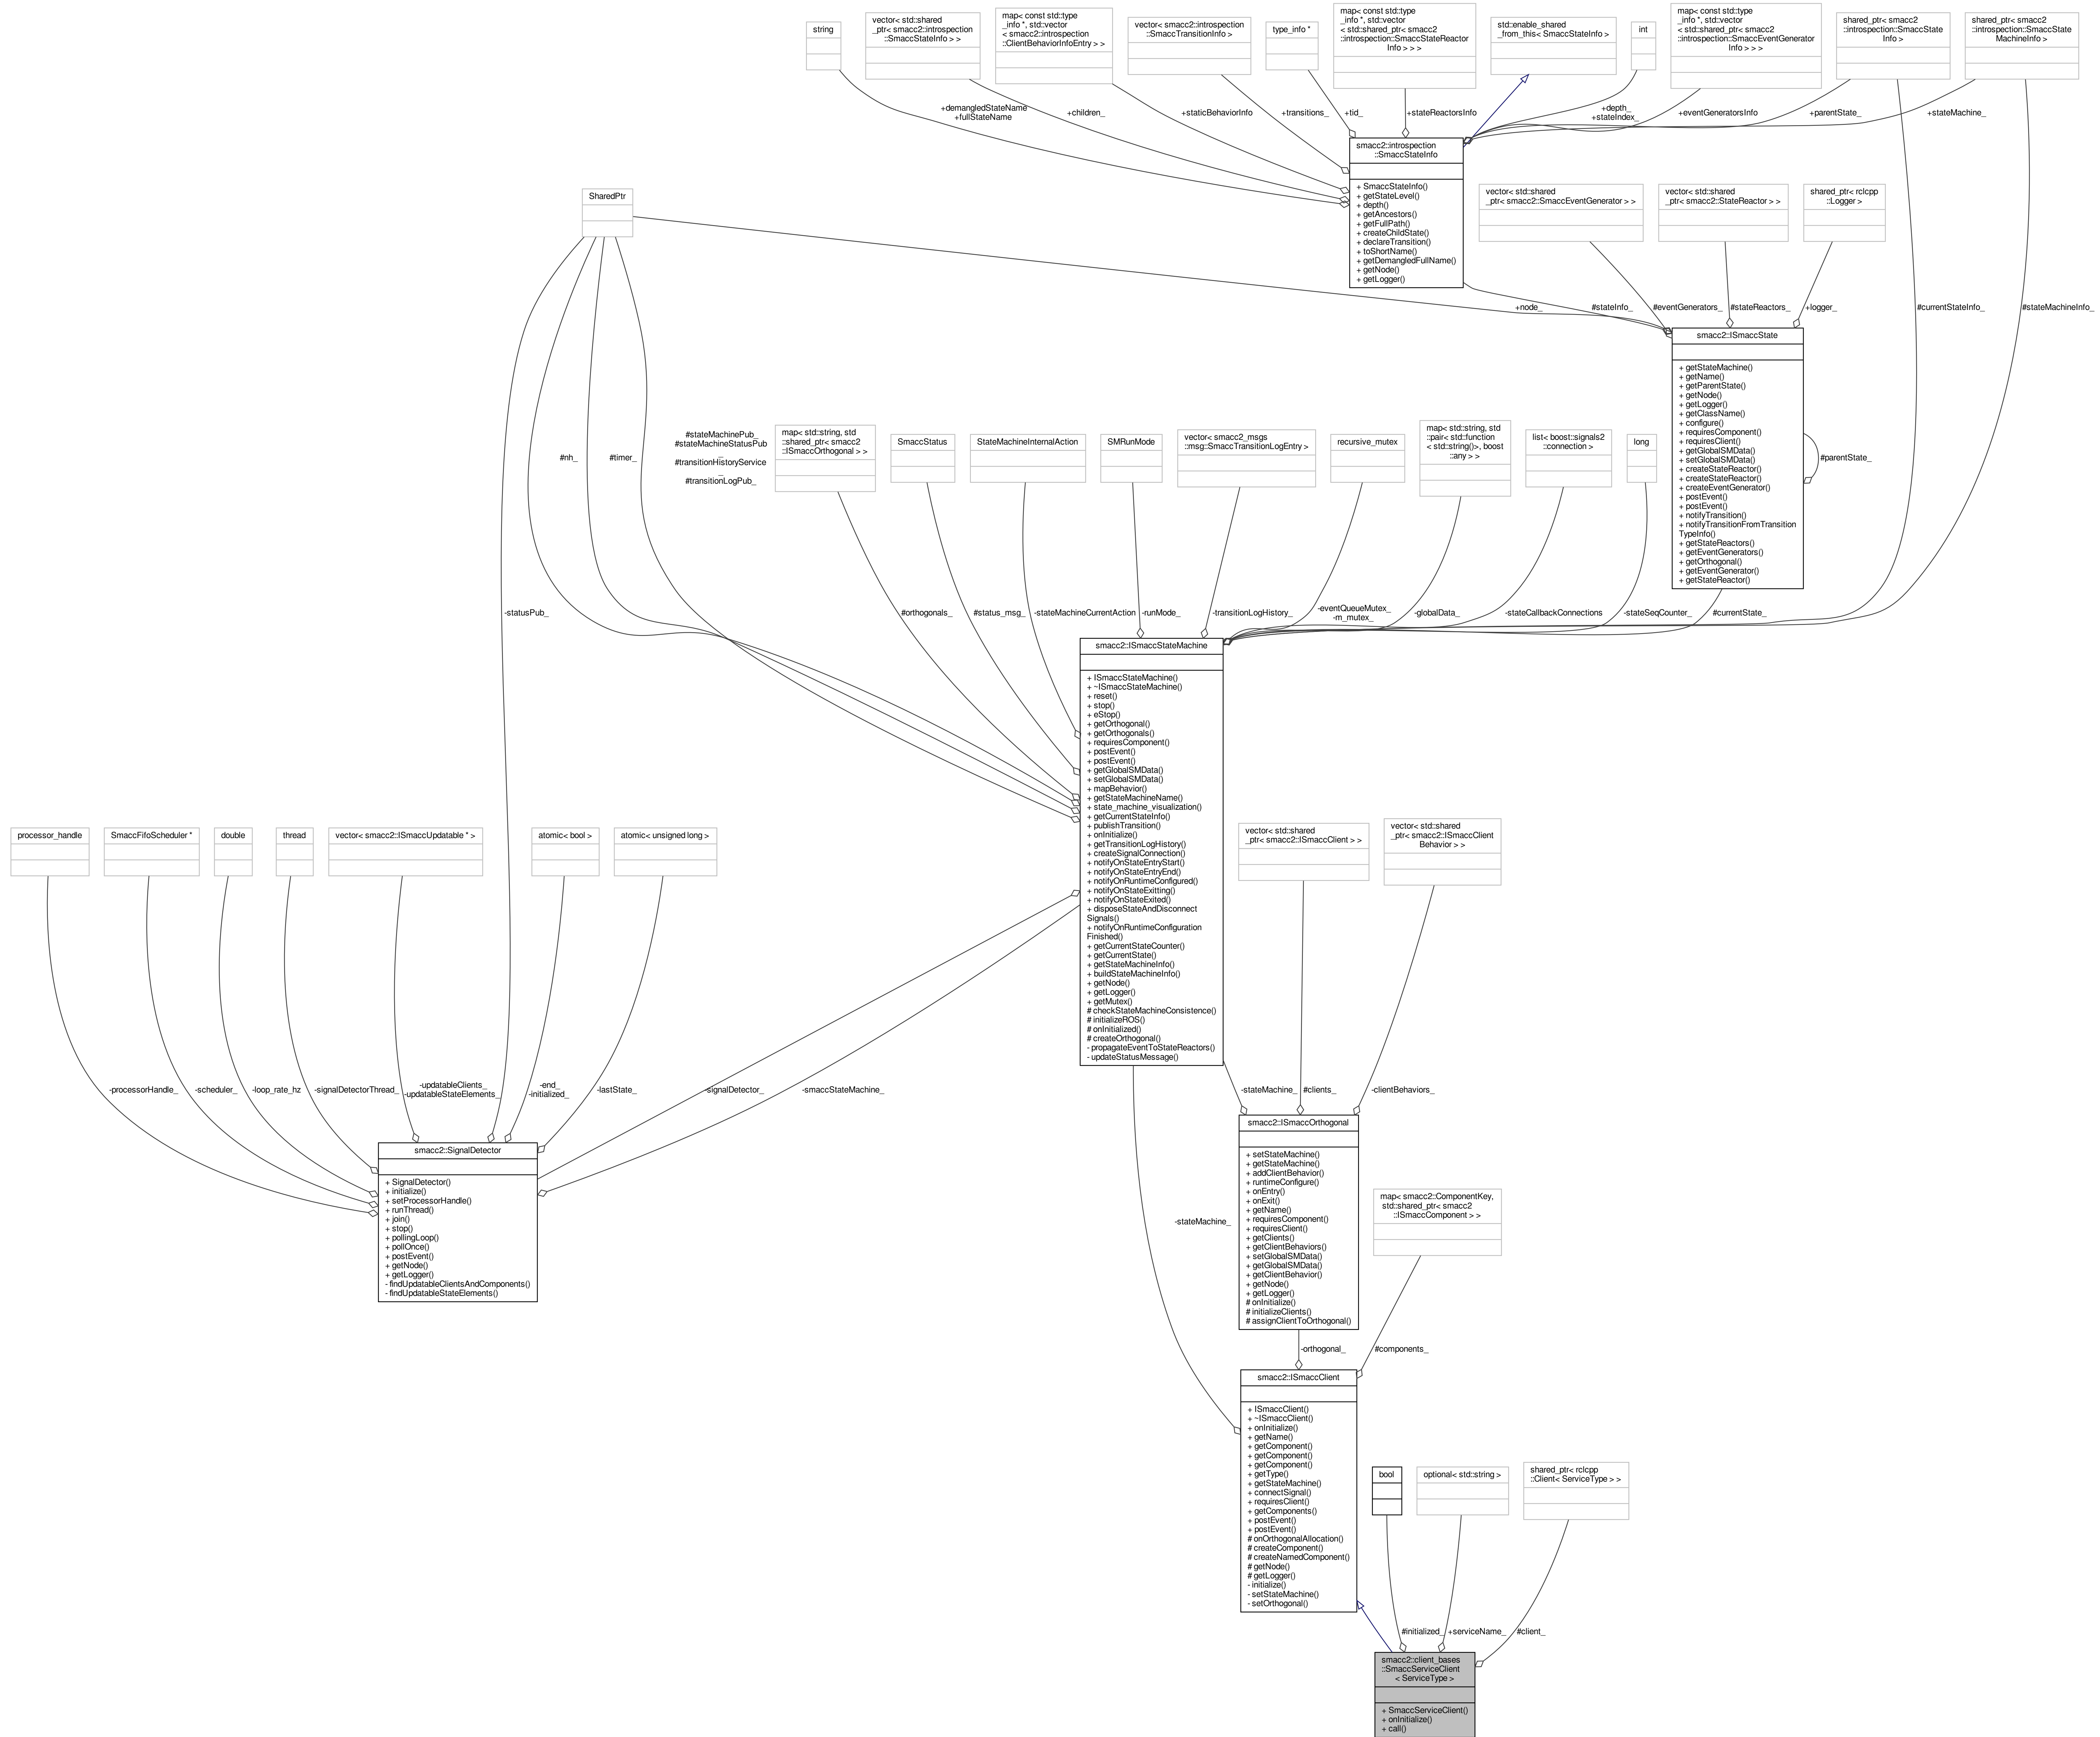 string
vector< std::shared
_ptr< smacc2::introspection
::SmaccStateInfo > >
map< const std::type
_info *, std::vector
< smacc2::introspection
::ClientBehaviorInfoEntry > >
vector< smacc2::introspection
::SmaccTransitionInfo >
type_info *
map< const std::type
_info *, std::vector
< std::shared_ptr< smacc2
::introspection::SmaccStateReactor
Info > > >
std::enable_shared
_from_this< SmaccStateInfo >
int
map< const std::type
_info *, std::vector
< std::shared_ptr< smacc2
::introspection::SmaccEventGenerator
Info > > >
shared_ptr< smacc2
::introspection::SmaccState
Info >
shared_ptr< smacc2
::introspection::SmaccState
MachineInfo >
+demangledStateName
+fullStateName
+children_
+staticBehaviorInfo
+transitions_
+tid_
+stateReactorsInfo
+depth_
+stateIndex_
+eventGeneratorsInfo
+parentState_
+stateMachine_
smacc2::introspection
::SmaccStateInfo
+ SmaccStateInfo()
+ getStateLevel()
+ depth()
+ getAncestors()
+ getFullPath()
+ createChildState()
+ declareTransition()
+ toShortName()
+ getDemangledFullName()
+ getNode()
+ getLogger()
SharedPtr
vector< std::shared
_ptr< smacc2::SmaccEventGenerator > >
vector< std::shared
_ptr< smacc2::StateReactor > >
shared_ptr< rclcpp
::Logger >
+node_
#stateInfo_
#eventGenerators_
#stateReactors_
+logger_
#currentStateInfo_
#stateMachineInfo_
smacc2::ISmaccState
+ getStateMachine()
+ getName()
+ getParentState()
+ getNode()
+ getLogger()
+ getClassName()
+ configure()
+ requiresComponent()
+ requiresClient()
+ getGlobalSMData()
+ setGlobalSMData()
+ createStateReactor()
+ createStateReactor()
+ createEventGenerator()
+ postEvent()
+ postEvent()
+ notifyTransition()
+ notifyTransitionFromTransition
TypeInfo()
+ getStateReactors()
+ getEventGenerators()
+ getOrthogonal()
+ getEventGenerator()
+ getStateReactor()
#parentState_
#nh_
#timer_
#stateMachinePub_
#stateMachineStatusPub
_
#transitionHistoryService
_
#transitionLogPub_
map< std::string, std
::shared_ptr< smacc2
::ISmaccOrthogonal > >
SmaccStatus
StateMachineInternalAction
SMRunMode
vector< smacc2_msgs
::msg::SmaccTransitionLogEntry >
recursive_mutex
map< std::string, std
::pair< std::function
< std::string()>, boost
::any > >
list< boost::signals2
::connection >
long
-statusPub_
#orthogonals_
#status_msg_
-stateMachineCurrentAction
-runMode_
-transitionLogHistory_
-eventQueueMutex_
-m_mutex_
-globalData_
-stateCallbackConnections
-stateSeqCounter_
#currentState_
smacc2::ISmaccStateMachine
+ ISmaccStateMachine()
+ ~ISmaccStateMachine()
+ reset()
+ stop()
+ eStop()
+ getOrthogonal()
+ getOrthogonals()
+ requiresComponent()
+ postEvent()
+ postEvent()
+ getGlobalSMData()
+ setGlobalSMData()
+ mapBehavior()
+ getStateMachineName()
+ state_machine_visualization()
+ getCurrentStateInfo()
+ publishTransition()
+ onInitialize()
+ getTransitionLogHistory()
+ createSignalConnection()
+ notifyOnStateEntryStart()
+ notifyOnStateEntryEnd()
+ notifyOnRuntimeConfigured()
+ notifyOnStateExitting()
+ notifyOnStateExited()
+ disposeStateAndDisconnect
Signals()
+ notifyOnRuntimeConfiguration
Finished()
+ getCurrentStateCounter()
+ getCurrentState()
+ getStateMachineInfo()
+ buildStateMachineInfo()
+ getNode()
+ getLogger()
+ getMutex()
# checkStateMachineConsistence()
# initializeROS()
# onInitialized()
# createOrthogonal()
- propagateEventToStateReactors()
- updateStatusMessage()
processor_handle
SmaccFifoScheduler *
double
thread
vector< smacc2::ISmaccUpdatable * >
atomic< bool >
atomic< unsigned long >
vector< std::shared
_ptr< smacc2::ISmaccClient > >
vector< std::shared
_ptr< smacc2::ISmaccClient
Behavior > >
-processorHandle_
-scheduler_
-loop_rate_hz
-signalDetectorThread_
-updatableClients_
-updatableStateElements_
-end_
-initialized_
-lastState_
-signalDetector_
-smaccStateMachine_
-stateMachine_
#clients_
-clientBehaviors_
smacc2::SignalDetector
+ SignalDetector()
+ initialize()
+ setProcessorHandle()
+ runThread()
+ join()
+ stop()
+ pollingLoop()
+ pollOnce()
+ postEvent()
+ getNode()
+ getLogger()
- findUpdatableClientsAndComponents()
- findUpdatableStateElements()
smacc2::ISmaccOrthogonal
+ setStateMachine()
+ getStateMachine()
+ addClientBehavior()
+ runtimeConfigure()
+ onEntry()
+ onExit()
+ getName()
+ requiresComponent()
+ requiresClient()
+ getClients()
+ getClientBehaviors()
+ setGlobalSMData()
+ getGlobalSMData()
+ getClientBehavior()
+ getNode()
+ getLogger()
# onInitialize()
# initializeClients()
# assignClientToOrthogonal()
map< smacc2::ComponentKey,
std::shared_ptr< smacc2
::ISmaccComponent > >
-stateMachine_
-orthogonal_
#components_
smacc2::ISmaccClient
+ ISmaccClient()
+ ~ISmaccClient()
+ onInitialize()
+ getName()
+ getComponent()
+ getComponent()
+ getComponent()
+ getType()
+ getStateMachine()
+ connectSignal()
+ requiresClient()
+ getComponents()
+ postEvent()
+ postEvent()
# onOrthogonalAllocation()
# createComponent()
# createNamedComponent()
# getNode()
# getLogger()
- initialize()
- setStateMachine()
- setOrthogonal()
bool
optional< std::string >
shared_ptr< rclcpp
::Client< ServiceType > >
#initialized_
+serviceName_
#client_
smacc2::client_bases
::SmaccServiceClient
< ServiceType >
+ SmaccServiceClient()
+ onInitialize()
+ call()